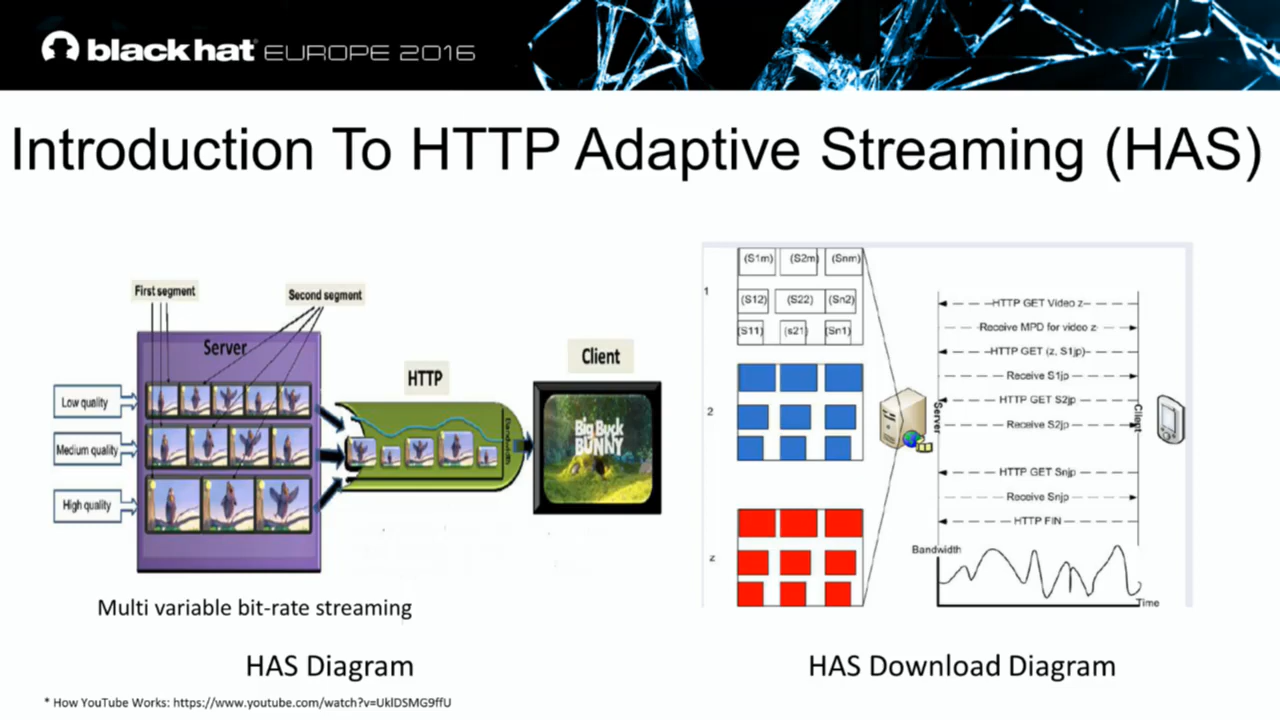 black hat EUROPE 2016
Introduction To HTTP Adaptive Streaming (HAS)
First segment
Second segment
Server
HTTP
Client
Low quality
Medium quality
High quality
Big Buck
BUNNY
Multi variable bit-rate streaming
HAS Diagram
* How YouTube Works: https://www.youtube.com/watch?v=UklDSMG9ffU
1
(S1m) (S2m) (Snm)
(S12) (S22) (Sn2)
(S11) (s21) (Sn1)
2
z
Server
Client
HTTP GET Video z
Receive MPD for video z
HTTP GET (z, S1jp)
Receive S1jp
HTTP GET S2jp
Receive S2jp
HTTP GET Snjp
Receive Snjp
HTTP FIN
Bandwidth
Time
HAS Download Diagram